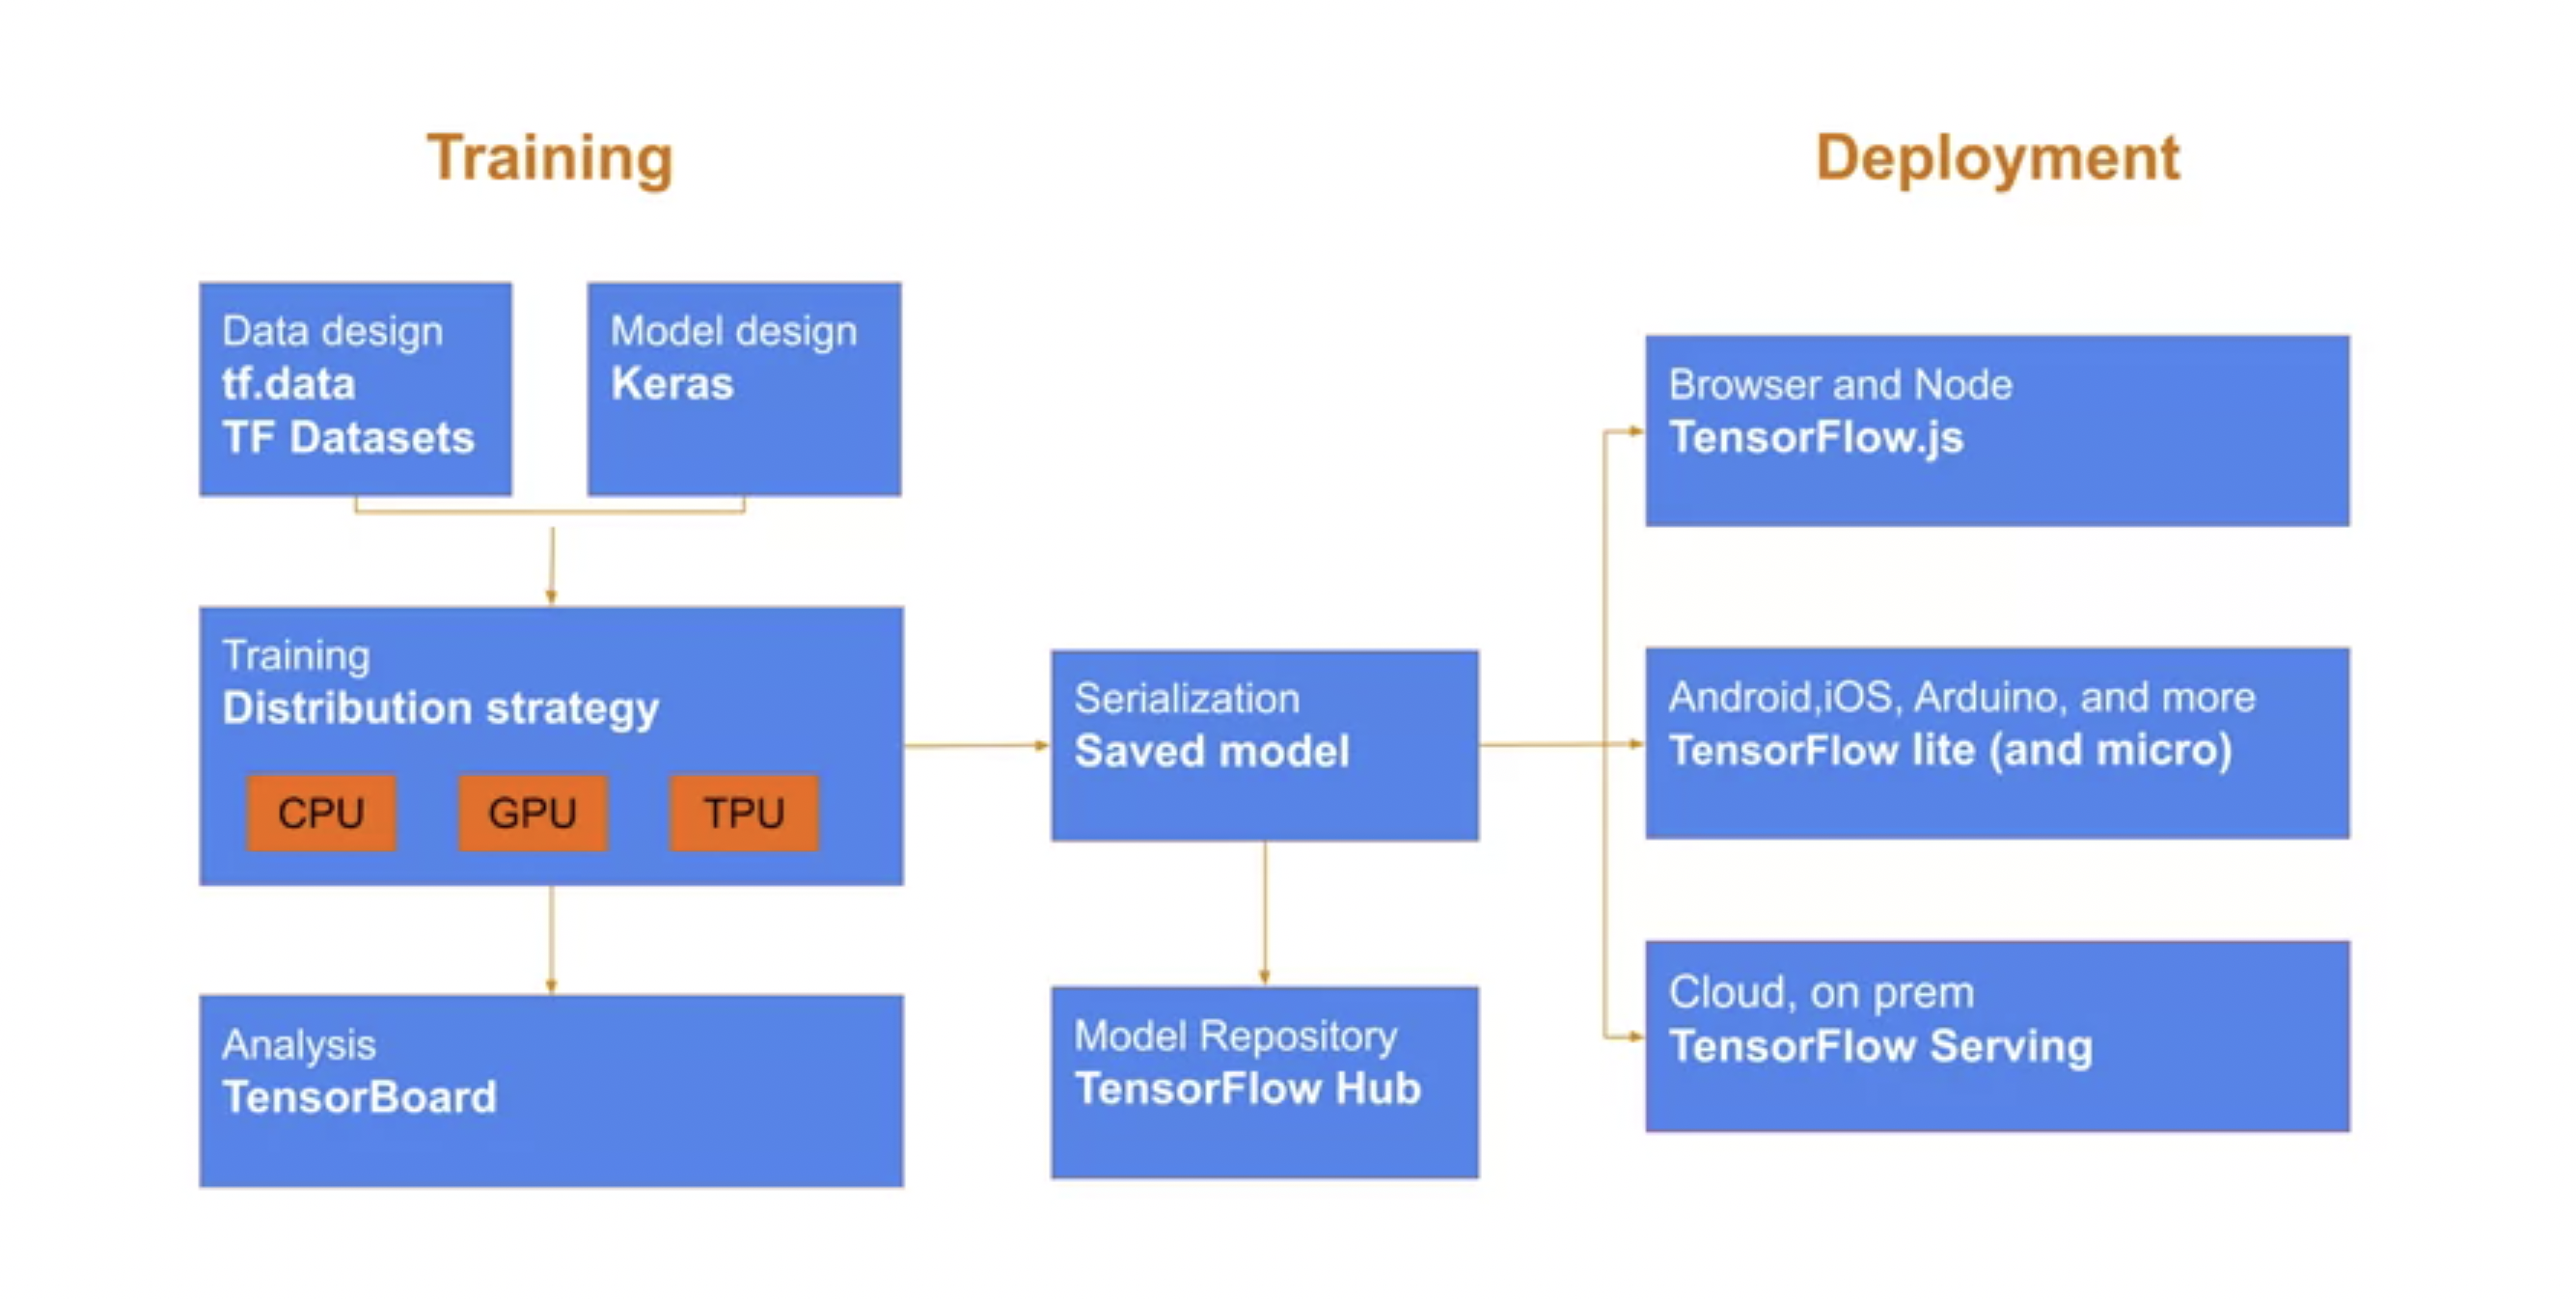 Training
Deployment
Data design
tf.data
TF Datasets
Model design
Keras
Training
Distribution strategy
CPU
GPU
TPU
Analysis
TensorBoard
Serialization
Saved model
Model Repository
TensorFlow Hub
Browser and Node
TensorFlow.js
Android,iOS, Arduino, and more
TensorFlow lite (and micro)
Cloud, on prem
TensorFlow Serving